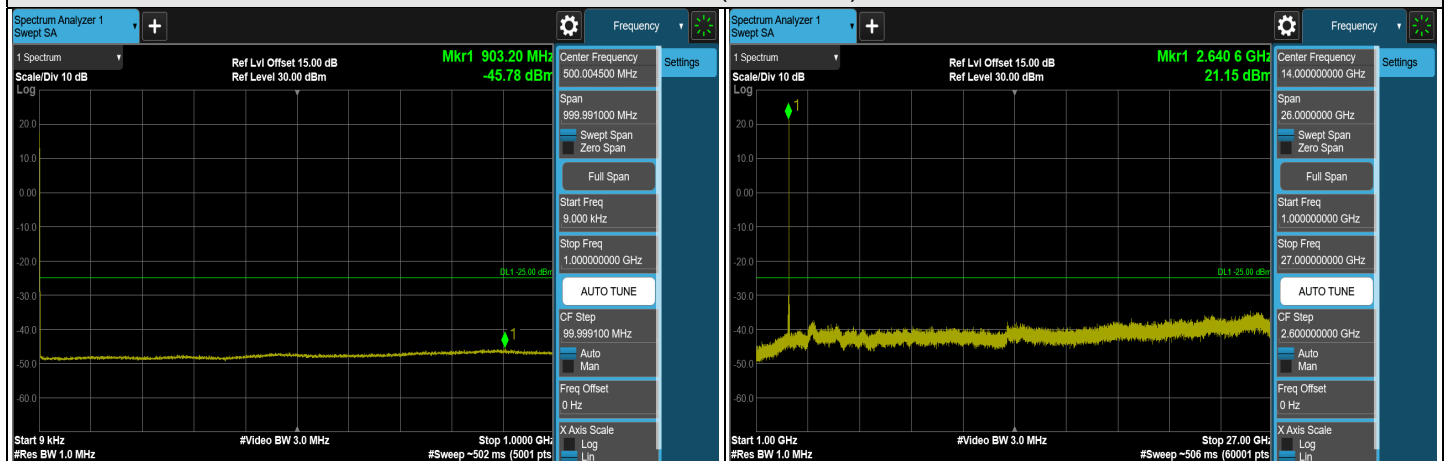 Spectrum Analyzer 1
Swept SA
+
Frequency
1 Spectrum
Scale/Div 10 dB
Log
Ref Lvl Offset 15.00 dB
Ref Level 30.00 dBm
Mkr1 903.20 MHz
-45.78 dBm
20.0
10.0
0.00
-10.0
-20.0
-30.0
-40.0
-50.0
-60.0
1
DL1 -25.00 dBm
Start 9 kHz
#Res BW 1.0 MHz
#Video BW 3.0 MHz
Stop 1.0000 GHz
#Sweep ~502 ms (5001 pts)
Settings
Center Frequency
500.004500 MHz
Span
999.991000 MHz
Swept Span
Zero Span
Full Span
Start Freq
9.000 kHz
Stop Freq
1.000000000 GHz
AUTO TUNE
CF Step
99.999100 MHz
Auto
Man
Freq Offset
0 Hz
X Axis Scale
Log
Lin
Spectrum Analyzer 1
Swept SA
+
Frequency
1 Spectrum
Scale/Div 10 dB
Log
Ref Lvl Offset 15.00 dB
Ref Level 30.00 dBm
Mkr1 2.640 6 GHz
21.15 dBm
20.0
10.0
0.00
-10.0
-20.0
-30.0
-40.0
-50.0
-60.0
1
DL1 -25.00 dBm
Start 1.00 GHz
#Res BW 1.0 MHz
#Video BW 3.0 MHz
Stop 27.00 GHz
#Sweep ~506 ms (60001 pts)
Settings
Center Frequency
14.00000000 GHz
Span
26.0000000 GHz
Swept Span
Zero Span
Full Span
Start Freq
1.000000000 GHz
Stop Freq
27.000000000 GHz
AUTO TUNE
CF Step
2.600000000 GHz
Auto
Man
Freq Offset
0 Hz
X Axis Scale
Log
Lin